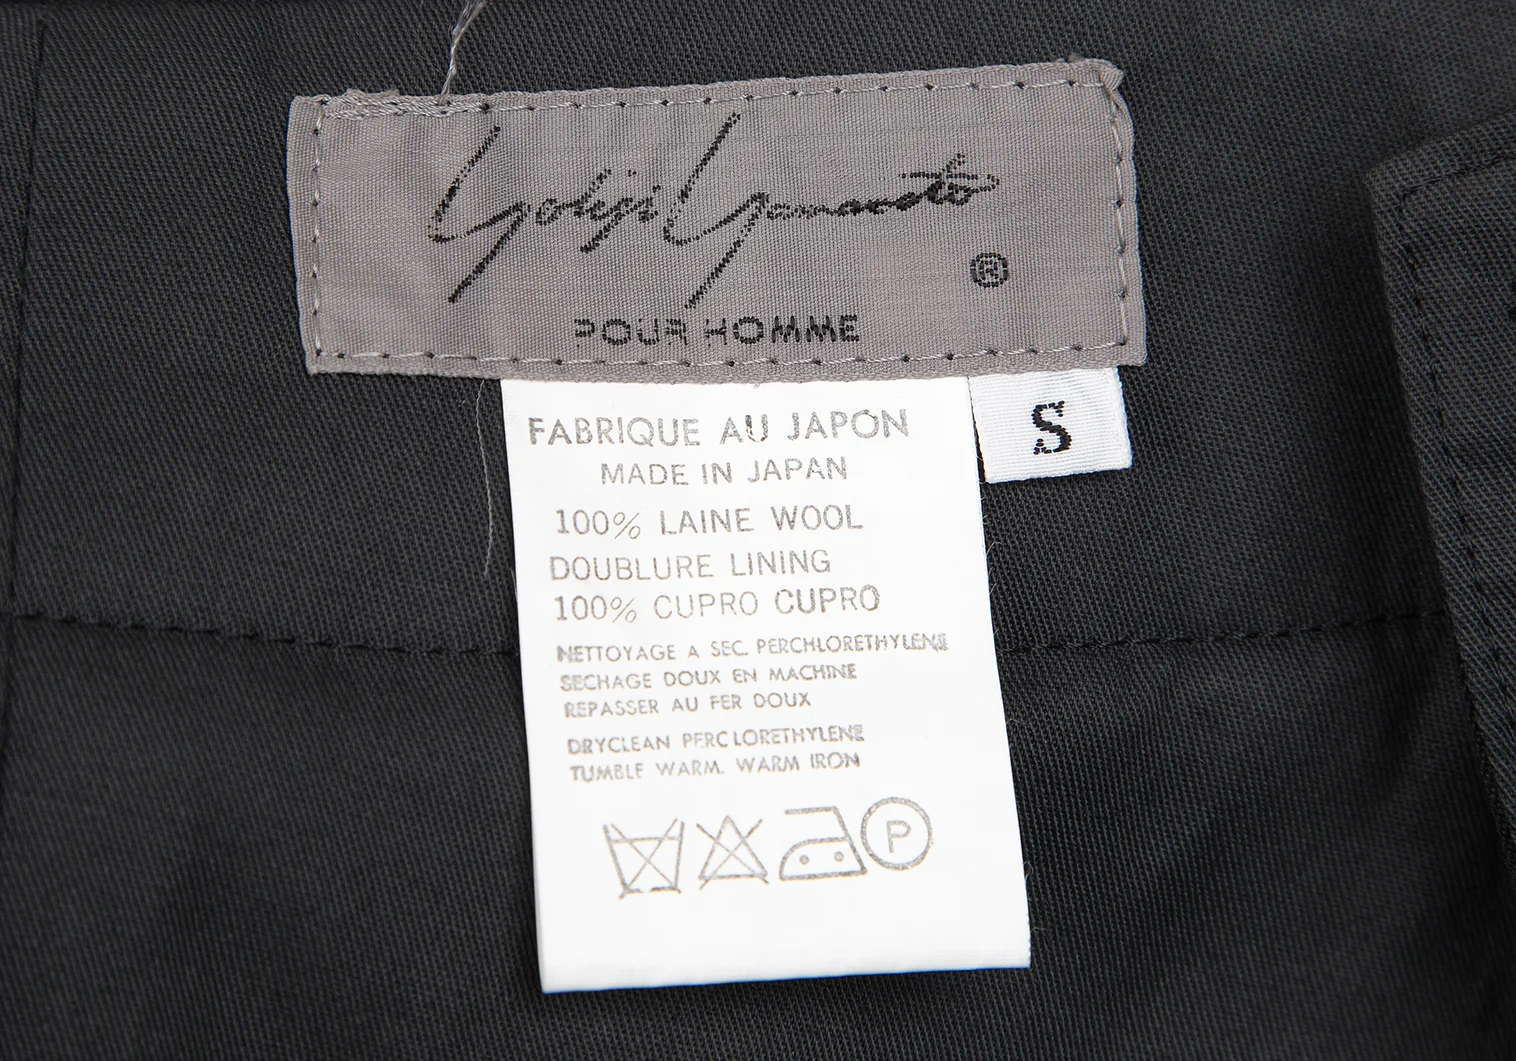 Yohji Yamamoto
®
POUR HOMME
S
FABRIQUE AU JAPON
MADE IN JAPAN
100% LAINE WOOL
DOUBLURE LINING
100% CUPRO CUPRO
NETTOYAGE A SEC. PERCHLORETHYLENE
SECHAGE DOUX EN MACHINE
REPASSER AU FER DOUX
DRYCLEAN PERCLORETHYLENE
TUMBLE WARM. WARM IRON
P